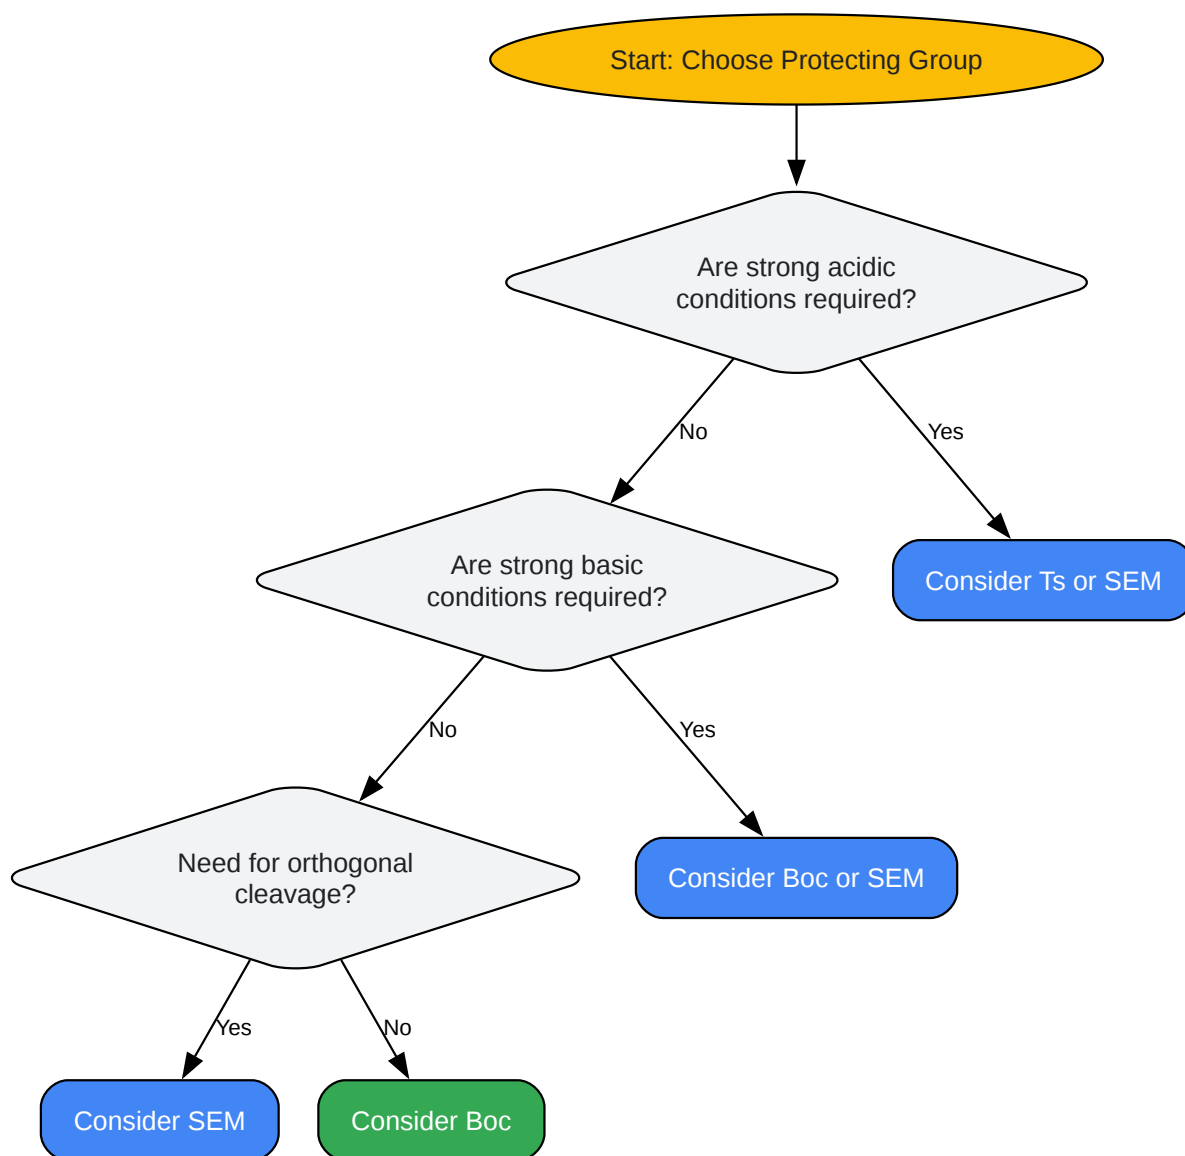 Start: Choose Protecting Group
Are strong acidic
conditions required?
No
Yes
Are strong basic
conditions required?
Consider Ts or SEM
No
Yes
Need for orthogonal
cleavage?
Consider Boc or SEM
Yes
No
Consider SEM
Consider Boc